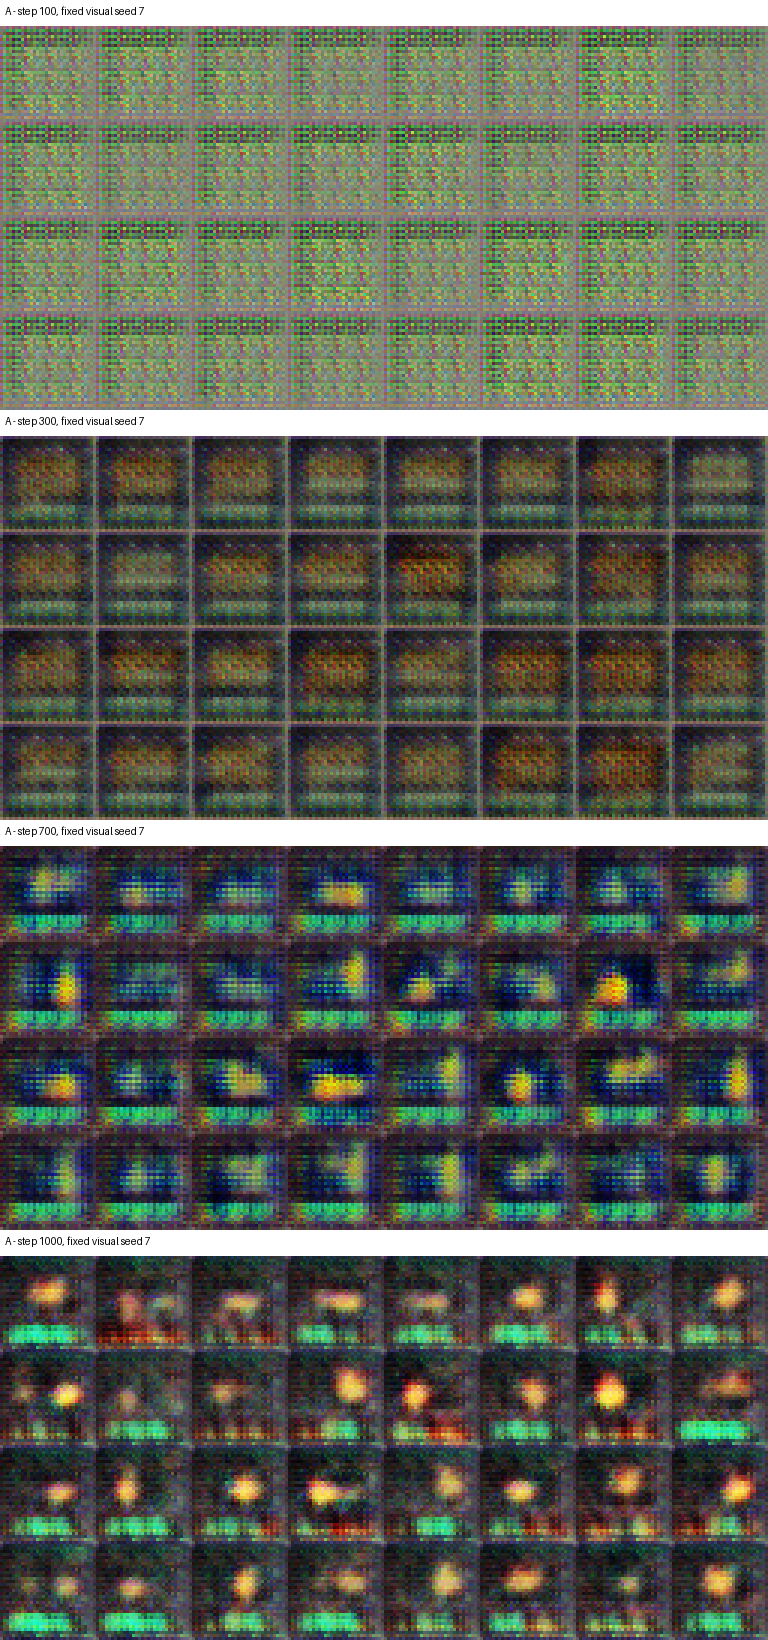 A - step 100, fixed visual seed 7
A - step 300, fixed visual seed 7
A - step 700, fixed visual seed 7
A - step 1000, fixed visual seed 7